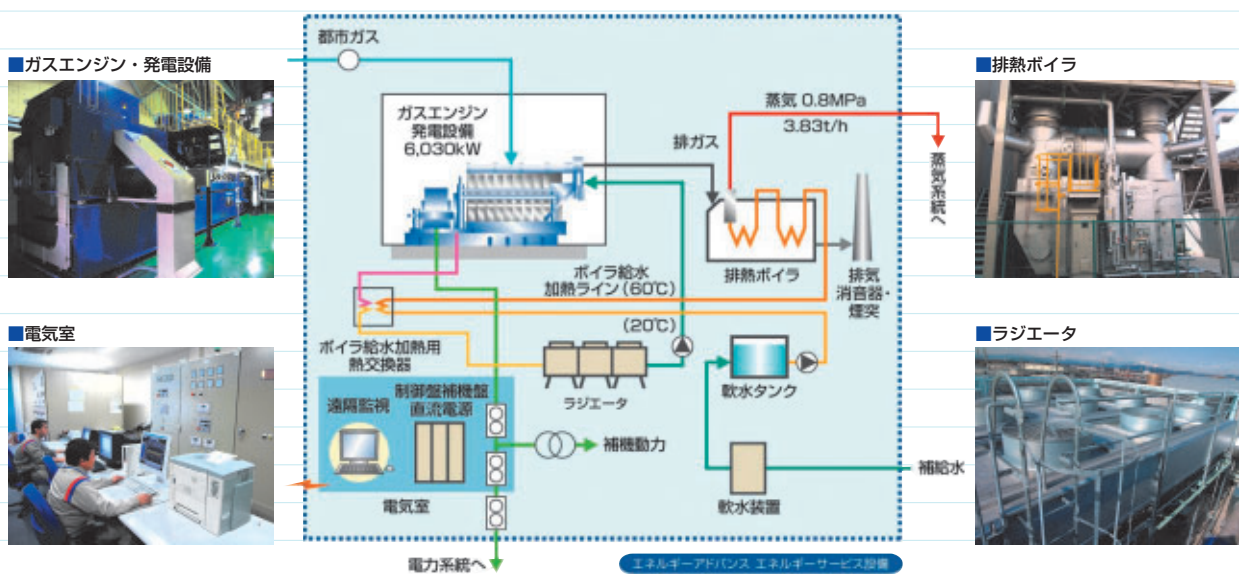 ■ガスエンジン・発電設備
■電気室
都市ガス
ガスエンジン
発電設備
6,030kW
排ガス
蒸気 0.8MPa
3.83t/h
蒸気系統へ
排熱ボイラ
排気
消音器・
煙突
ボイラ給水
加熱ライン(60℃)
(20℃)
ボイラ給水加熱用
熱交換器
ラジエータ
軟水タンク
遠隔監視
制御盤補機盤
直流電源
補機動力
電気室
軟水装置
補給水
電力系統へ
エネルギーアドバンス エネルギーサービス設備
■排熱ボイラ
■ラジエータ